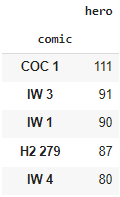 hero
comic
COC 1 111
IW 3 91
IW 1 90
H2 279 87
IW 4 80